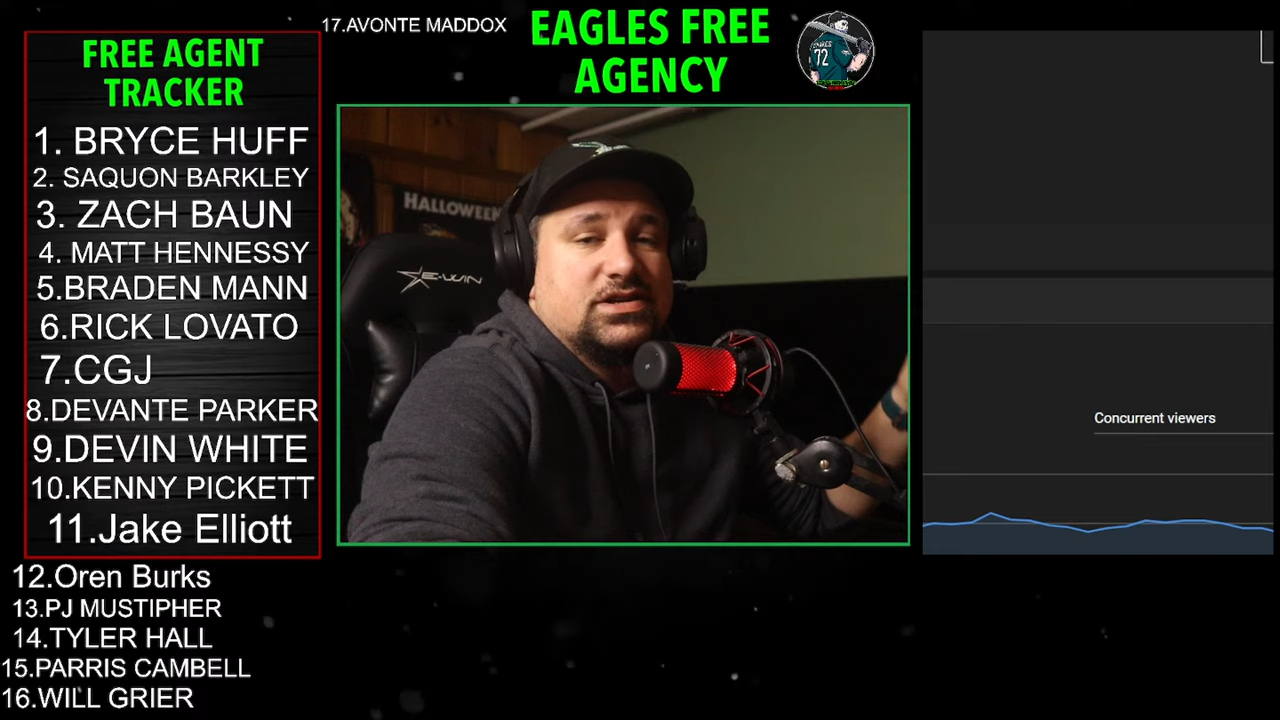 17.AVONTE MADDOX
EAGLES FREE
AGENCY
72
FREE AGENT
TRACKER
1. BRYCE HUFF
2. SAQUON BARKLEY
3. ZACH BAUN
4. MATT HENNESSY
5.BRADEN MANN
6.RICK LOVATO
7.CGJ
8.DEVANTE PARKER
9.DEVIN WHITE
10.KENNY PICKETT
11.Jake Elliott
12.Oren Burks
13.PJ MUSTIPHER
14.TYLER HALL
15.PARRIS CAMBELL
16.WILL GRIER
HALLOWEEN
E-WIN
Concurrent viewers